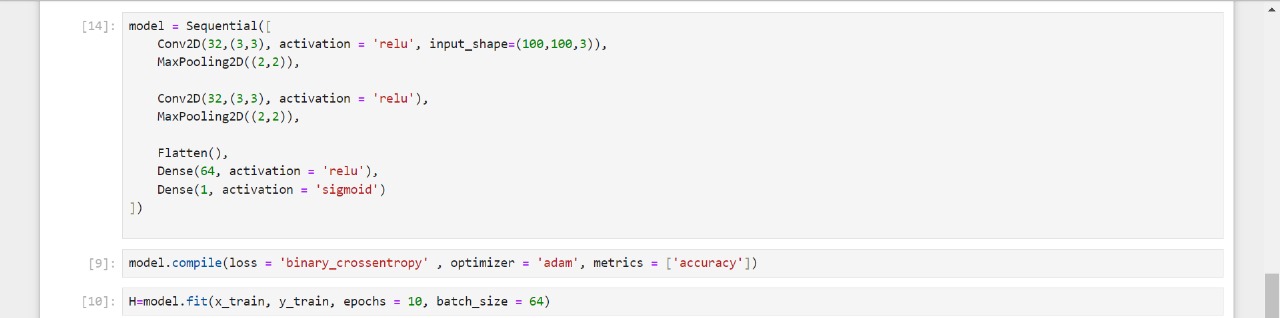 [14]: model = Sequential([
    Conv2D(32,(3,3), activation = 'relu', input_shape=(100,100,3)),
    MaxPooling2D((2,2)),

    Conv2D(32,(3,3), activation = 'relu'),
    MaxPooling2D((2,2)),

    Flatten(),
    Dense(64, activation = 'relu'),
    Dense(1, activation = 'sigmoid')
])
[9]: model.compile(loss = 'binary_crossentropy' , optimizer = 'adam', metrics = ['accuracy'])
[10]: H=model.fit(x_train, y_train, epochs = 10, batch_size = 64)